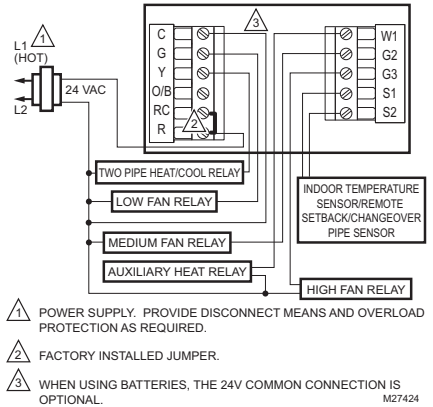 1
L1
(HOT)
24 VAC
L2
C
G
Y
O/B
RC
R
2
3
W1
G2
G3
S1
S2
TWO PIPE HEAT/COOL RELAY
LOW FAN RELAY
MEDIUM FAN RELAY
AUXILIARY HEAT RELAY
INDOOR TEMPERATURE
SENSOR/REMOTE
SETBACK/CHANGEOVER
PIPE SENSOR
HIGH FAN RELAY
1 POWER SUPPLY. PROVIDE DISCONNECT MEANS AND OVERLOAD
PROTECTION AS REQUIRED.
2 FACTORY INSTALLED JUMPER.
3 WHEN USING BATTERIES, THE 24V COMMON CONNECTION IS
OPTIONAL.
M27424